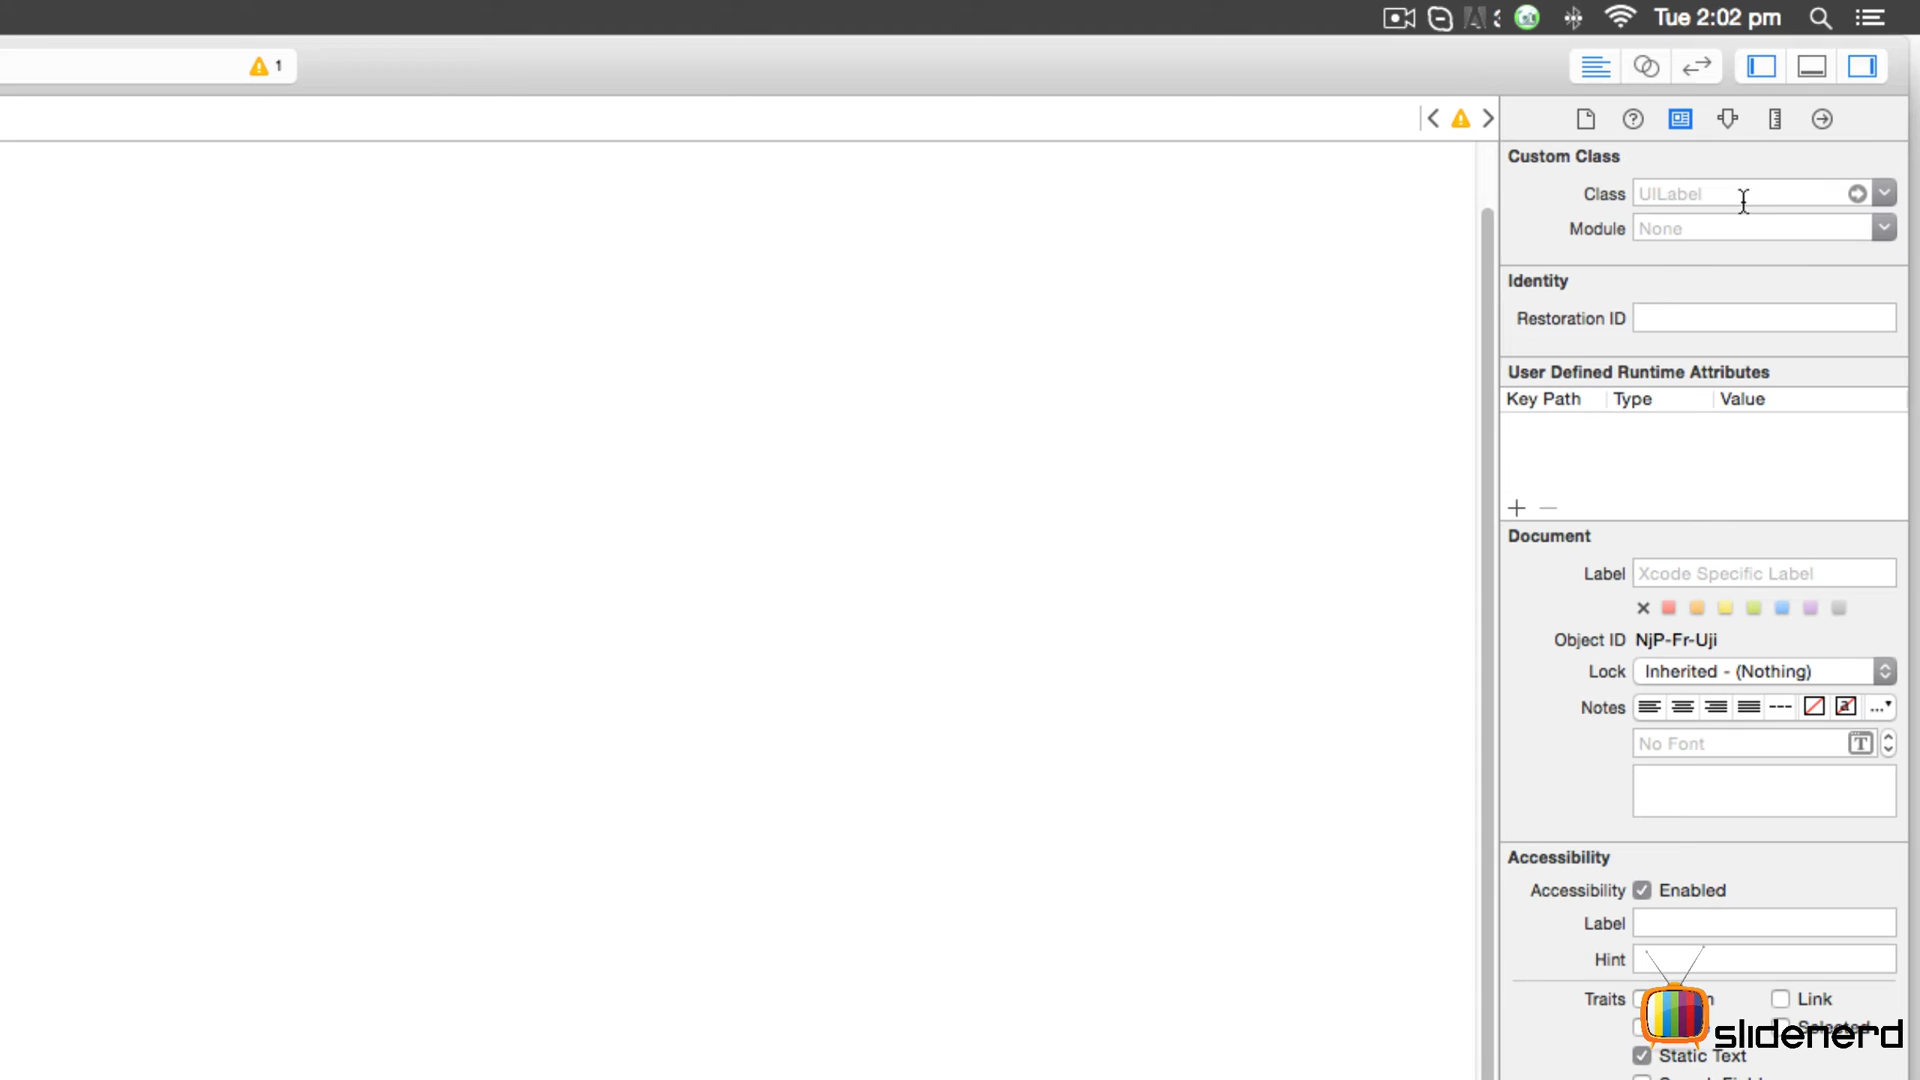 Tue 2:02 pm
1
Custom Class
Class UILabel
Module None
Identity
Restoration ID
User Defined Runtime Attributes
Key Path Type Value
Document
Label Xcode Specific Label
Object ID NjP-Fr-Uji
Lock Inherited - (Nothing)
Notes
No Font
Accessibility
Accessibility Enabled
Label
Hint
Traits Link
Selected
slidenerd
Static Text